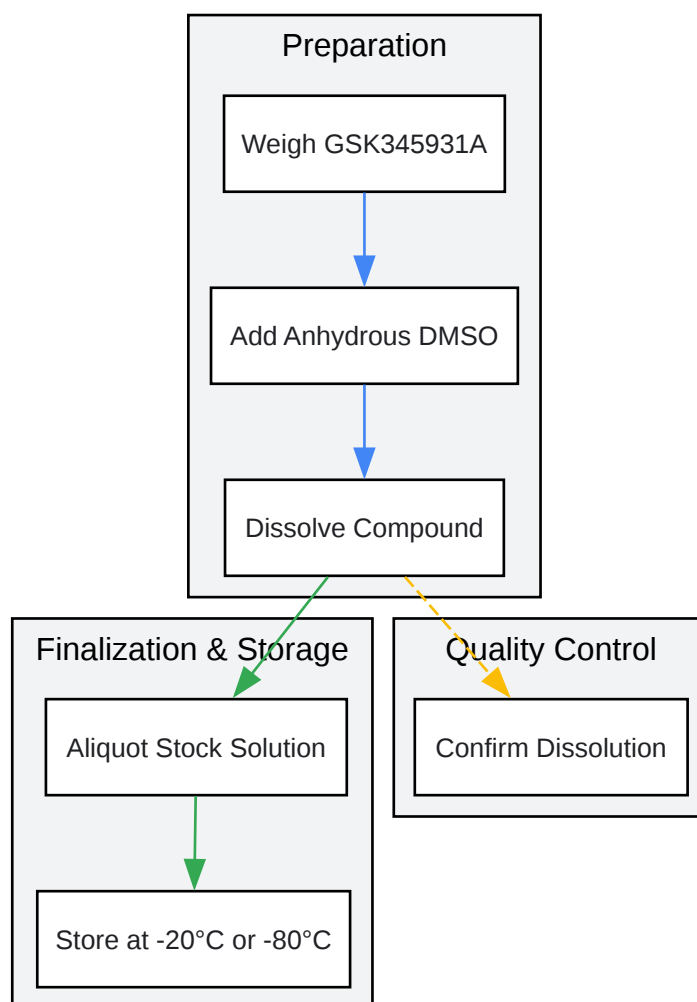 Preparation
Weigh GSK345931A
Add Anhydrous DMSO
Dissolve Compound
Finalization & Storage
Aliquot Stock Solution
Store at -20°C or -80°C
Quality Control
Confirm Dissolution